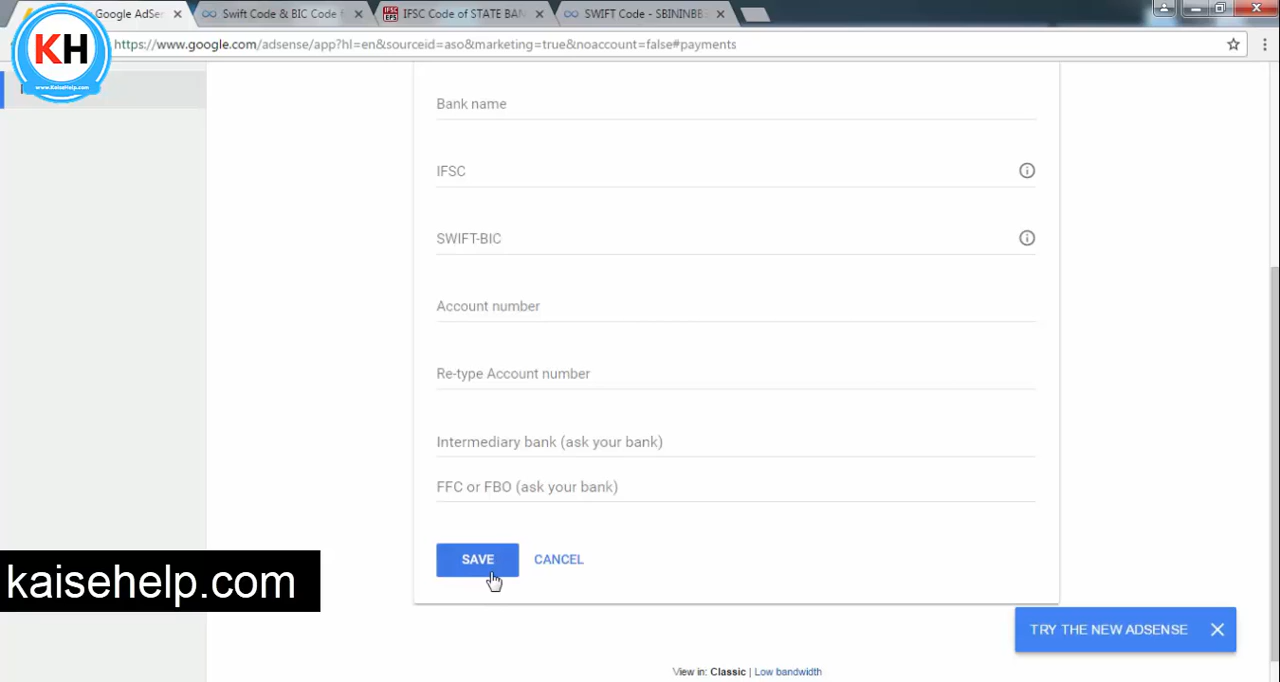 Google AdSe
Swift Code & BIC Code f
IFSC Code of STATE BAN
SWIFT Code - SBININBB
KH
www.KaiseHelp.com
https://www.google.com/adsense/app?hl=en&sourceid=aso&marketing=true&noaccount=false#payments
Bank name
IFSC
SWIFT-BIC
Account number
Re-type Account number
Intermediary bank (ask your bank)
FFC or FBO (ask your bank)
SAVE CANCEL
kaisehelp.com
TRY THE NEW ADSENSE
View in: Classic | Low bandwidth